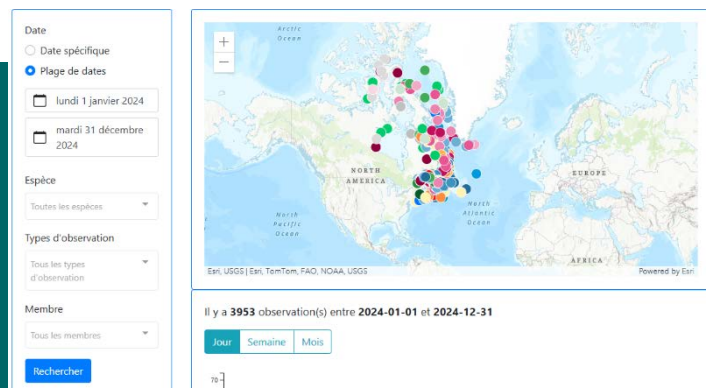 Date
Date spécifique
Plage de dates
lundi 1 janvier 2024
mardi 31 décembre
2024
Espèce
Toutes les espèces
Types d'observation
Tous les types
d'observation
Membre
Tous les membres
Rechercher
+
−
Arctic
Ocean
NORTH
AMERICA
EUROPE
North
Pacific
Ocean
North
Atlantic
Ocean
AFRICA
Esri, USGS | Esri, TomTom, FAO, NOAA, USGS
Powered by Esri
Il y a 3953 observation(s) entre 2024-01-01 et 2024-12-31
Jour
Semaine
Mois
70